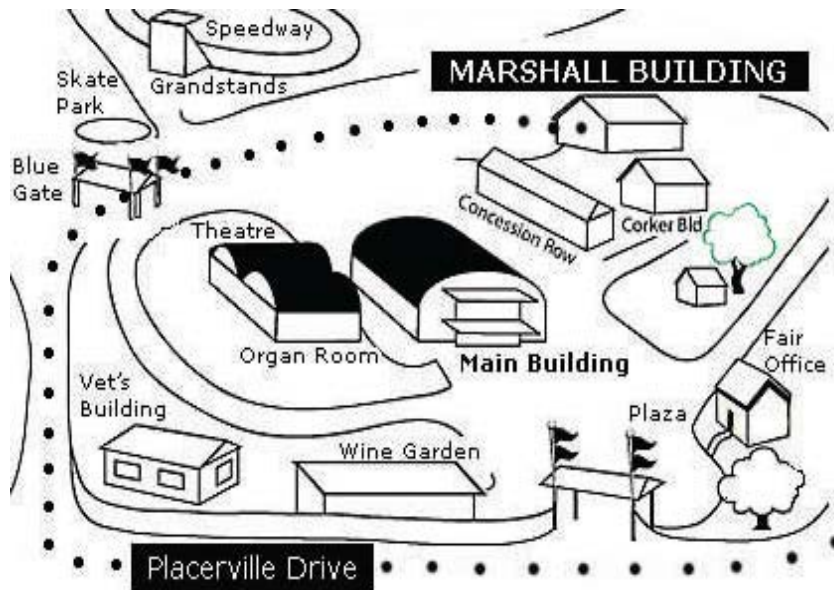 Speedway
MARSHALL BUILDING
Skate
Park
Grandstands
Blue
Gate
Concession Row
Corker Bld
Theatre
Organ Room
Main Building
Fair
Office
Vet's
Building
Plaza
Wine Garden
Placerville Drive